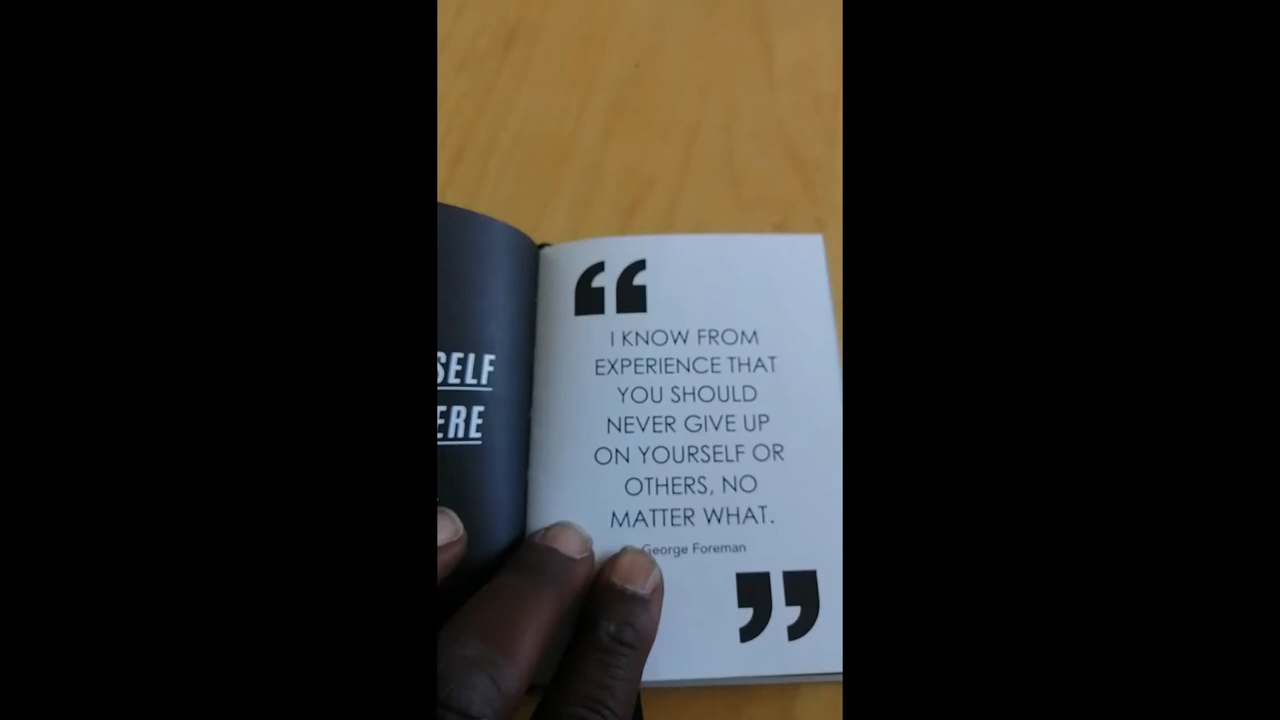 SELF
ERE
I KNOW FROM
EXPERIENCE THAT
YOU SHOULD
NEVER GIVE UP
ON YOURSELF OR
OTHERS, NO
MATTER WHAT.
George Foreman